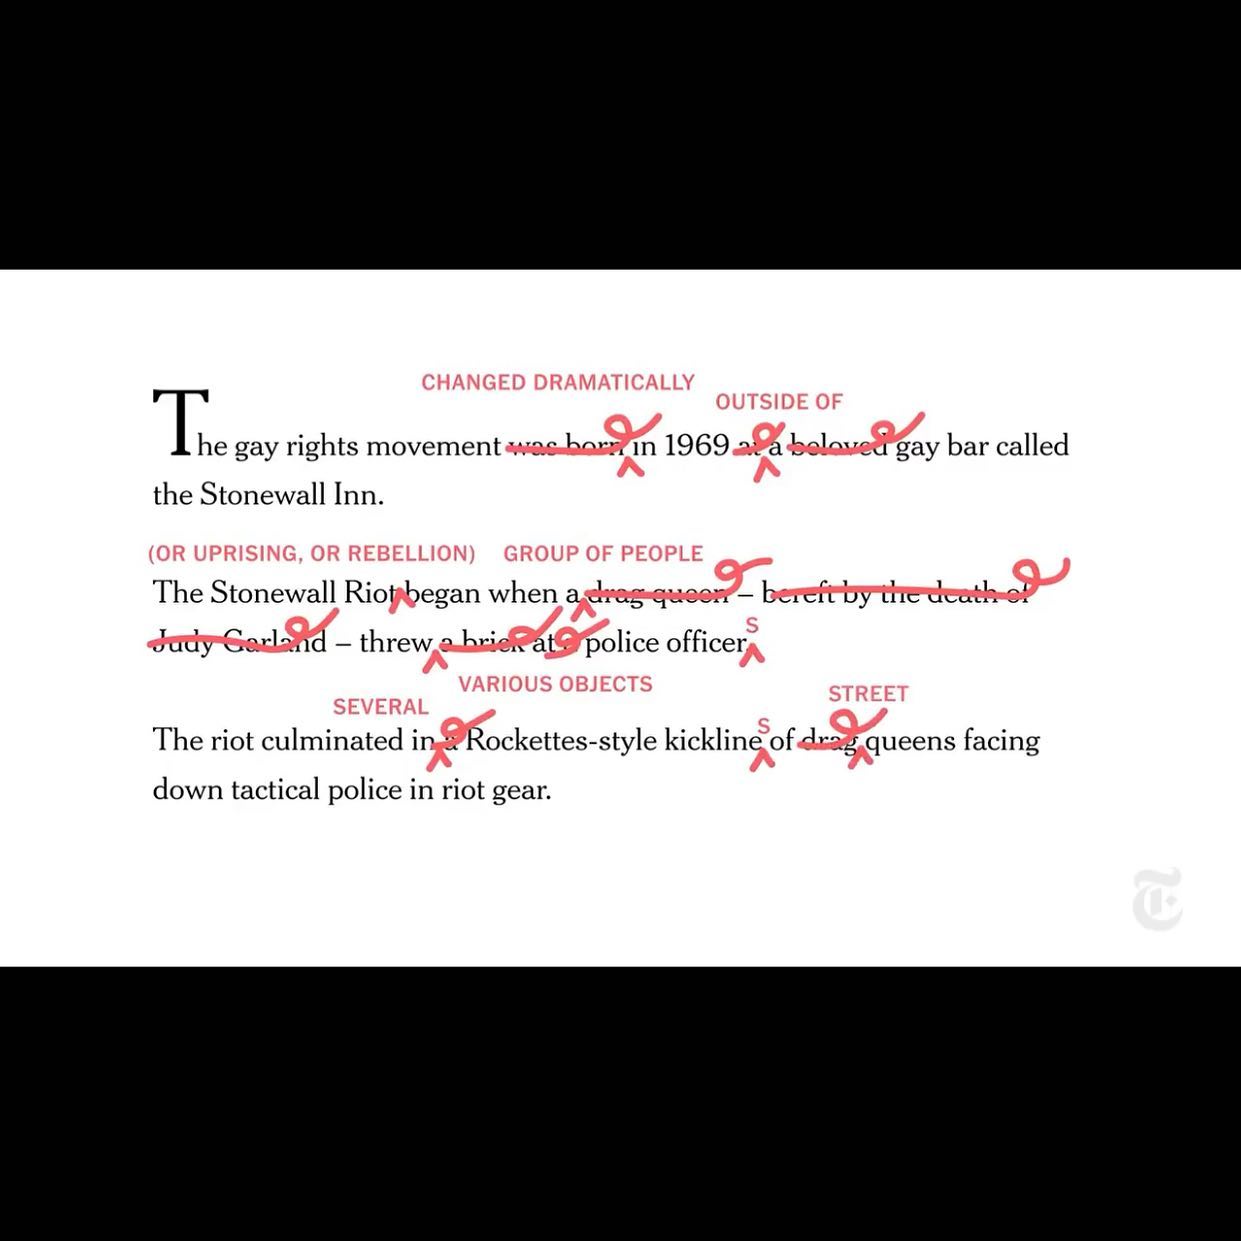 CHANGED DRAMATICALLY
OUTSIDE OF
The gay rights movement was born in 1969 at a beloved gay bar called
the Stonewall Inn.
(OR UPRISING, OR REBELLION) GROUP OF PEOPLE
The Stonewall Riot began when a drag queen – bereft by the death of
S
Judy Garland – threw a brick at a police officer.
VARIOUS OBJECTS
SEVERAL STREET
S
The riot culminated in a Rockettes-style kickline of drag queens facing
down tactical police in riot gear.
T